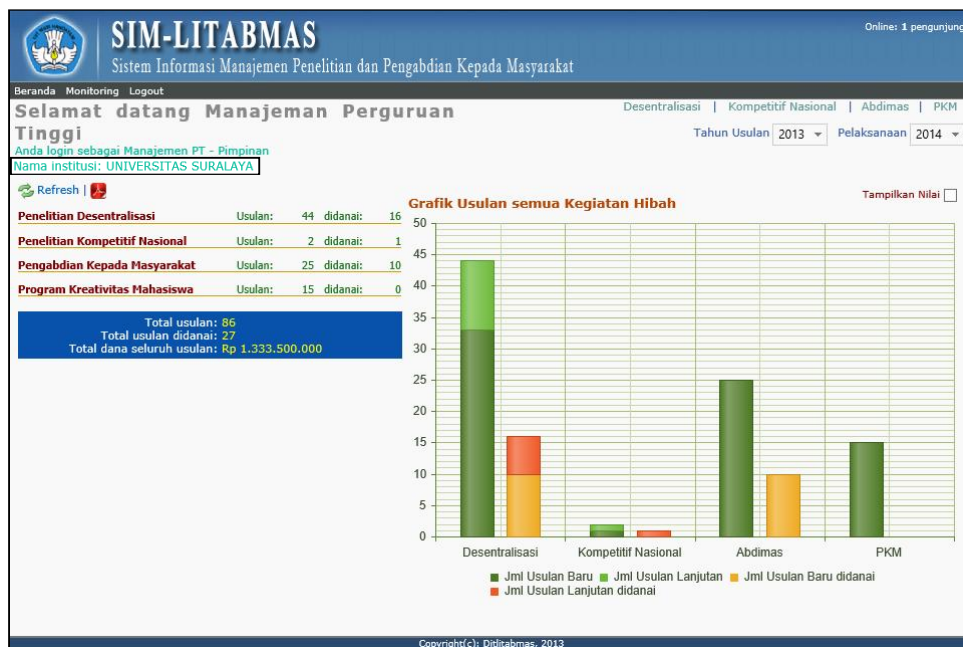 SIM-LITABMAS
Sistem Informasi Manajemen Penelitian dan Pengabdian Kepada Masyarakat
Online: 1 pengunjung
Beranda Monitoring Logout
Selamat datang Manajeman Perguruan
Tinggi
Anda login sebagai Manajemen PT - Pimpinan
Nama institusi: UNIVERSITAS SURALAYA
Desentralisasi | Kompetitif Nasional | Abdimas | PKM
Tahun Usulan 2013 Pelaksanaan 2014
Refresh |
Penelitian Desentralisasi Usulan: 44 didanai: 16
Penelitian Kompetitif Nasional Usulan: 2 didanai: 1
Pengabdian Kepada Masyarakat Usulan: 25 didanai: 10
Program Kreativitas Mahasiswa Usulan: 15 didanai: 0
Total usulan: 86
Total usulan didanai: 27
Total dana seluruh usulan: Rp 1.333.500.000
Grafik Usulan semua Kegiatan Hibah
Tampilkan Nilai
50
45
40
35
30
25
20
15
10
5
0
Desentralisasi Kompetitif Nasional Abdimas PKM
Jml Usulan Baru Jml Usulan Lanjutan Jml Usulan Baru didanai
Jml Usulan Lanjutan didanai
Copyright(c): Ditlitabmas, 2013